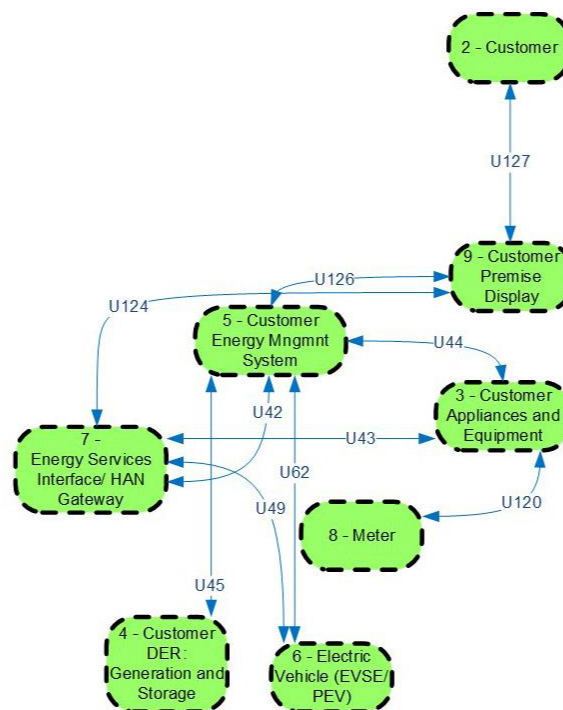 2 - Customer
U127
9 - Customer
Premise
Display
U126
U124
5 - Customer
Energy Mngmnt
System
U44
3 - Customer
Appliances and
Equipment
U42
7 -
Energy Services
Interface/ HAN
Gateway
U43
U62
U49
U120
8 - Meter
U45
4 - Customer
DER:
Generation and
Storage
6 - Electric
Vehicle (EVSE/
PEV)